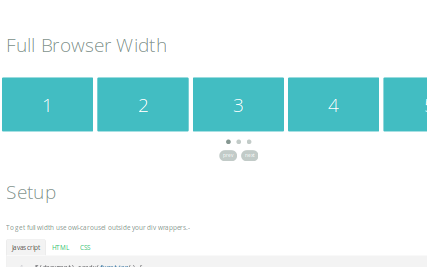 Full Browser Width
1 2 3 4 5
prev next
Setup
To get full width use owl-carousel outside your div wrappers.-
Javascript HTML CSS